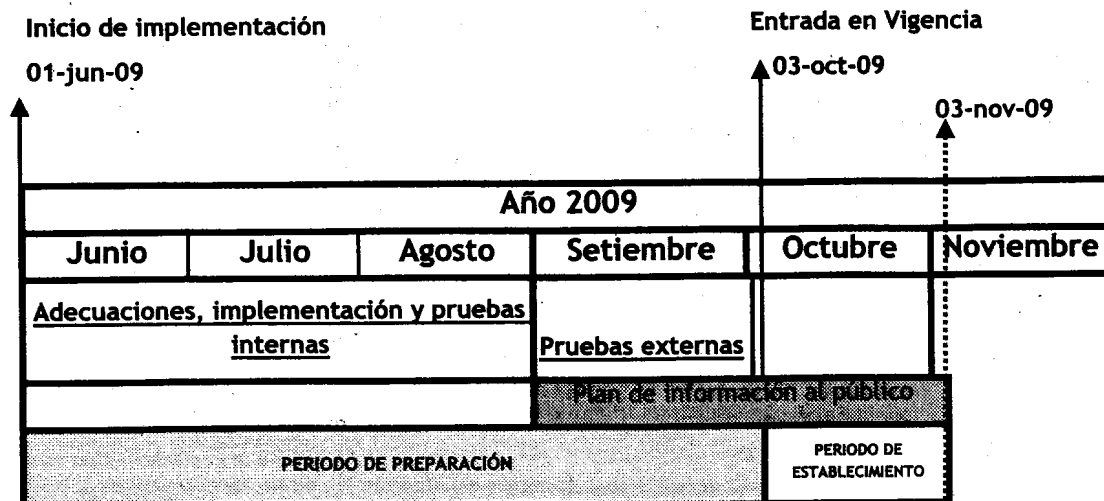 Inicio de implementación
01-jun-09
Entrada en Vigencia
03-oct-09
03-nov-09
Año 2009
Junio Julio Agosto Setiembre Octubre Noviembre
Adecuaciones, implementación y pruebas
internas
Pruebas externas
Plan de información al público
PERIODO DE PREPARACIÓN
PERIODO DE
ESTABLECIMIENTO